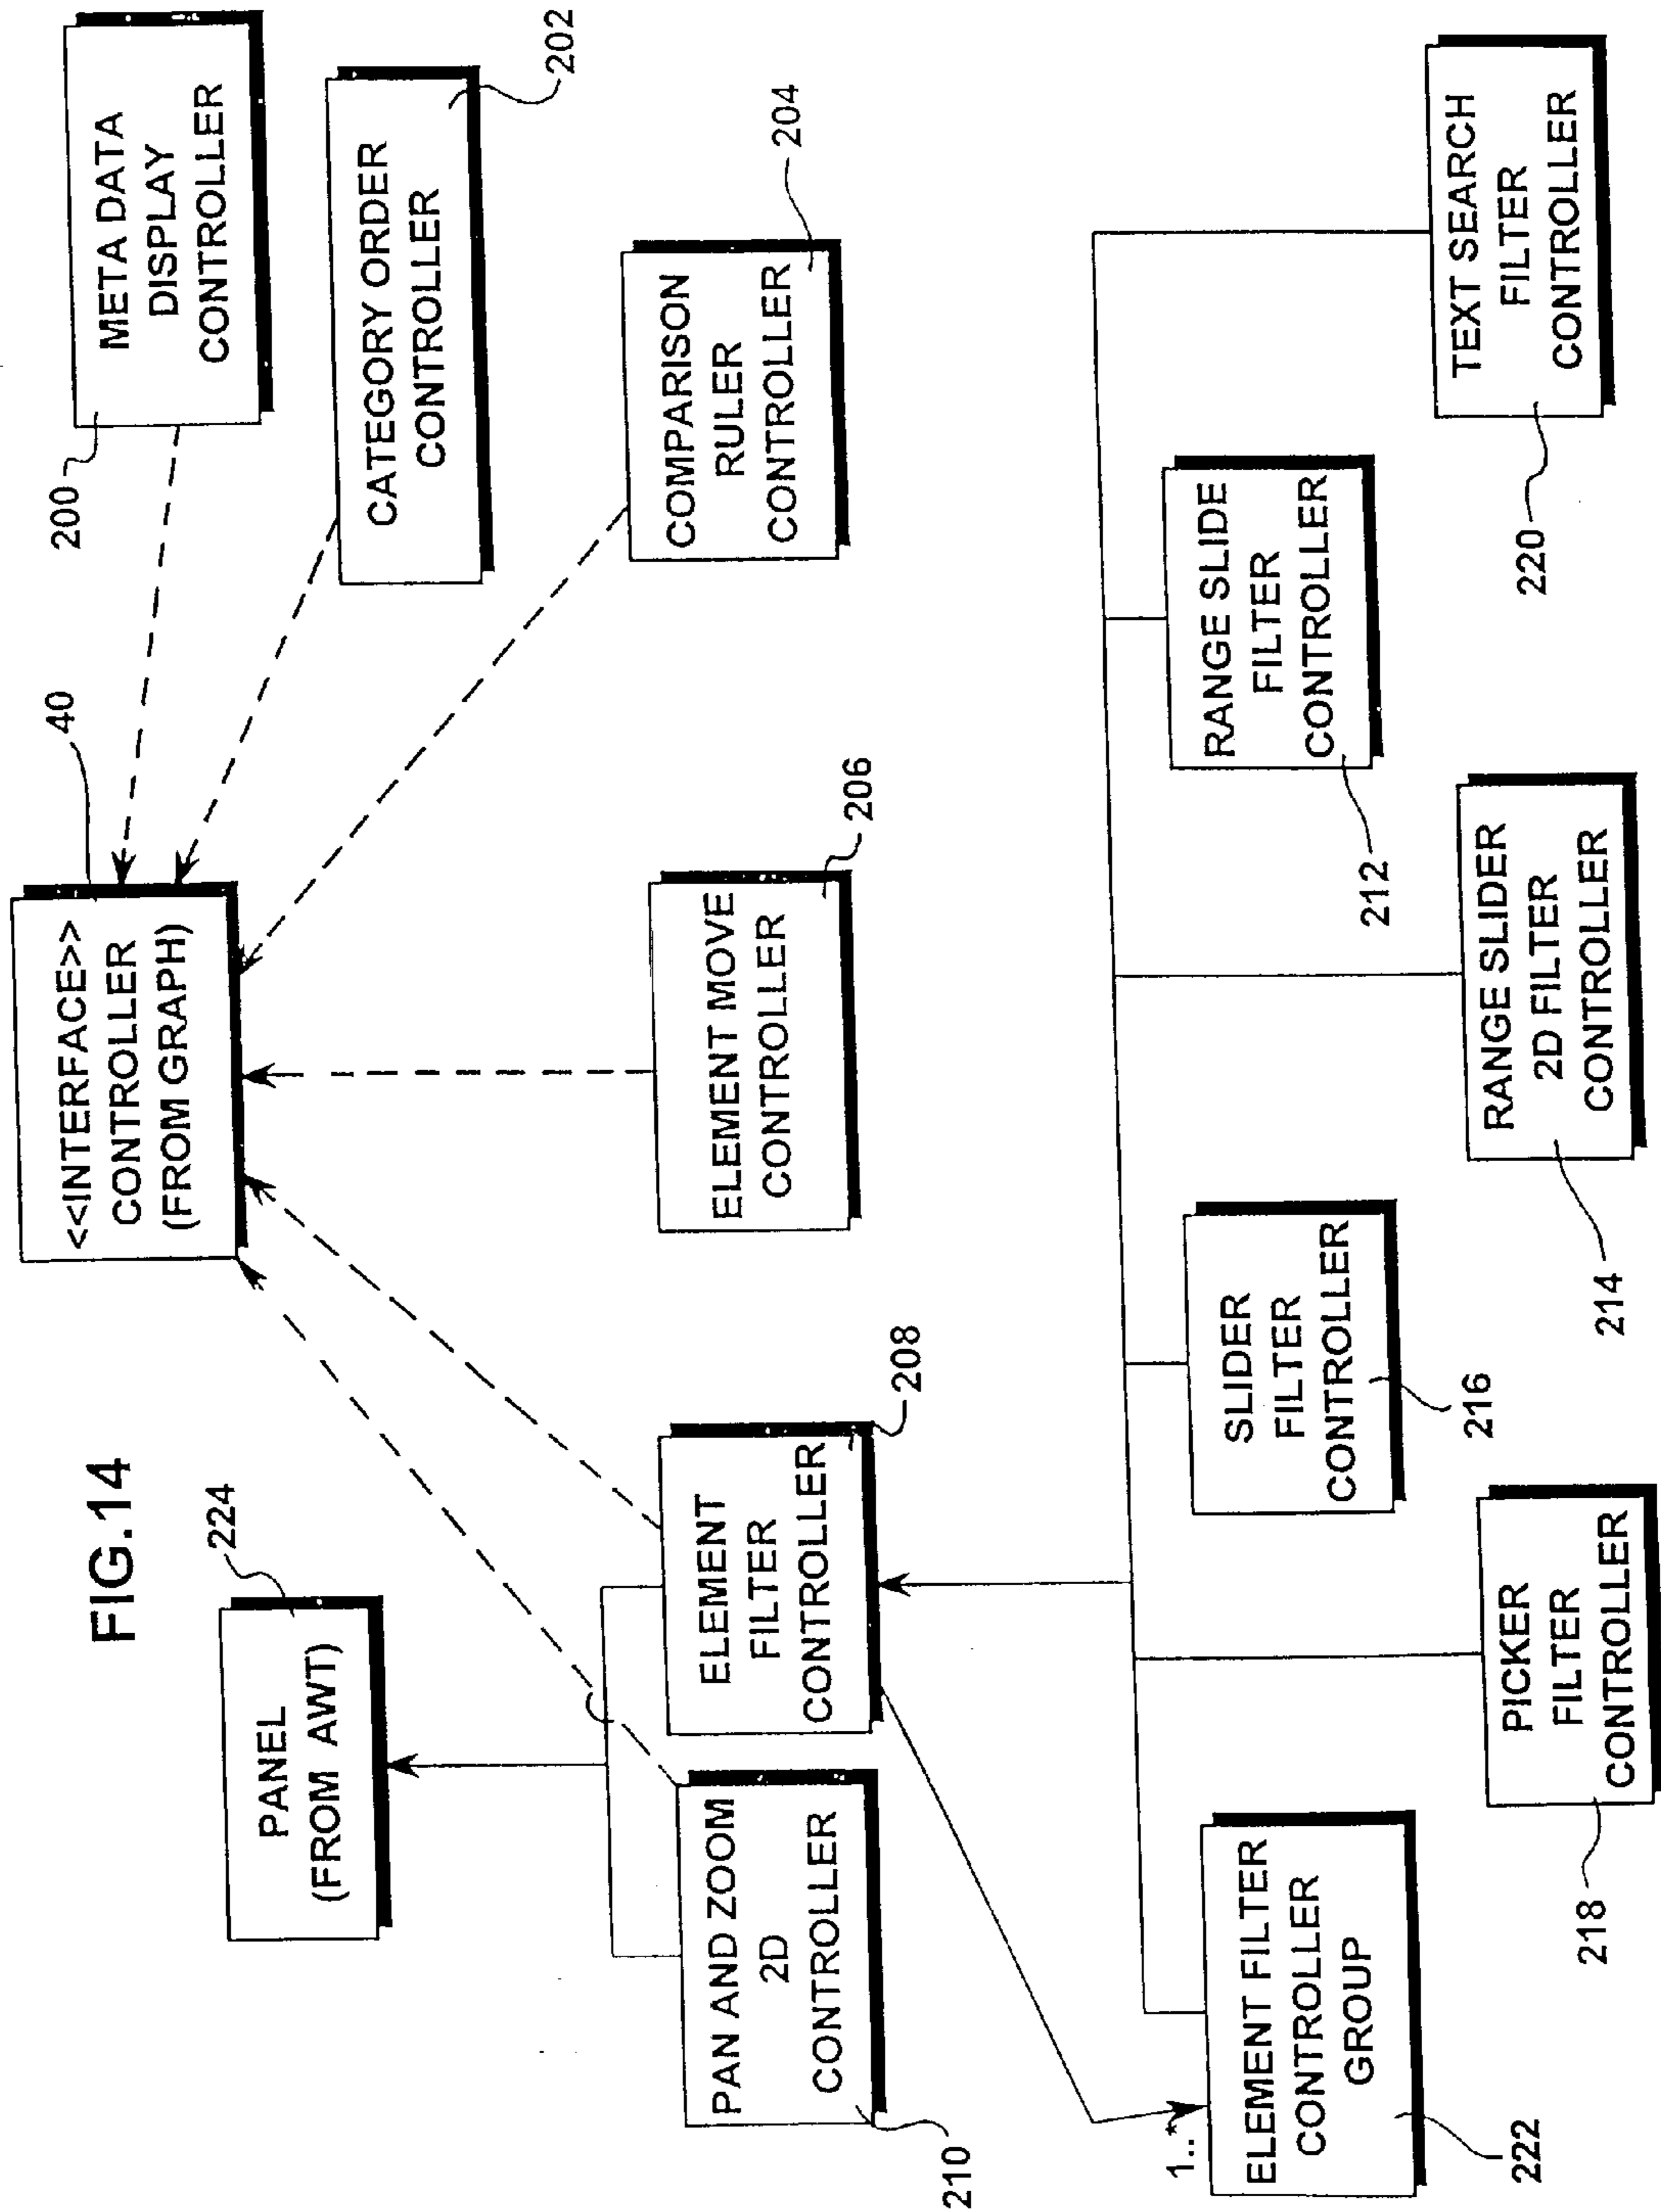 FIG.14
<<INTERFACE>>
CONTROLLER
(FROM GRAPH)
40
200
META DATA
DISPLAY
CONTROLLER
PANEL
(FROM AWT)
224
CATEGORY ORDER
CONTROLLER
202
PAN AND ZOOM
2D
CONTROLLER
210
ELEMENT
FILTER
CONTROLLER
208
ELEMENT MOVE
CONTROLLER
206
COMPARISON
RULER
CONTROLLER
204
1..*
ELEMENT FILTER
CONTROLLER
GROUP
222
SLIDER
FILTER
CONTROLLER
216
RANGE SLIDE
FILTER
CONTROLLER
212
PICKER
FILTER
CONTROLLER
218
RANGE SLIDER
2D FILTER
CONTROLLER
214
TEXT SEARCH
FILTER
CONTROLLER
220